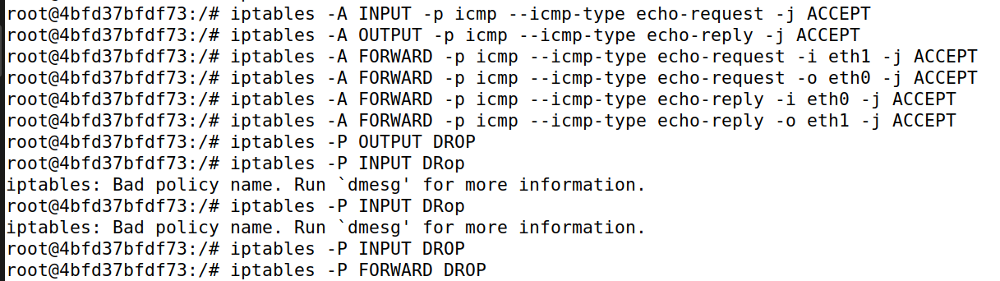 root@4bfd37bfdf73:/# iptables -A INPUT -p icmp --icmp-type echo-request -j ACCEPT
root@4bfd37bfdf73:/# iptables -A OUTPUT -p icmp --icmp-type echo-reply -j ACCEPT
root@4bfd37bfdf73:/# iptables -A FORWARD -p icmp --icmp-type echo-request -i eth1 -j ACCEPT
root@4bfd37bfdf73:/# iptables -A FORWARD -p icmp --icmp-type echo-request -o eth0 -j ACCEPT
root@4bfd37bfdf73:/# iptables -A FORWARD -p icmp --icmp-type echo-reply -i eth0 -j ACCEPT
root@4bfd37bfdf73:/# iptables -A FORWARD -p icmp --icmp-type echo-reply -o eth1 -j ACCEPT
root@4bfd37bfdf73:/# iptables -P OUTPUT DROP
root@4bfd37bfdf73:/# iptables -P INPUT DRop
iptables: Bad policy name. Run `dmesg' for more information.
root@4bfd37bfdf73:/# iptables -P INPUT DRop
iptables: Bad policy name. Run `dmesg' for more information.
root@4bfd37bfdf73:/# iptables -P INPUT DROP
root@4bfd37bfdf73:/# iptables -P FORWARD DROP